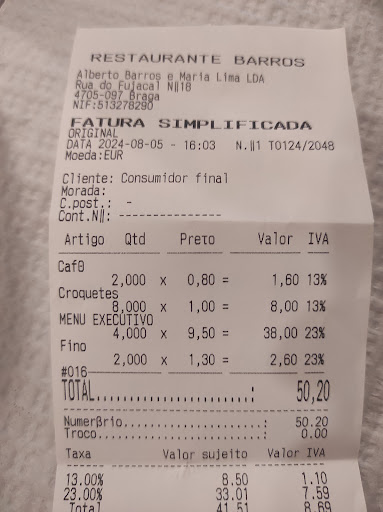 RESTAURANTE BARROS
Alberto Barros e Maria Lima LDA
Rua do Fujacal N‖18
4705-097 Braga
NIF:513278290
FATURA SIMPLIFICADA
ORIGINAL
DATA 2024-08-05 - 16:03 N.‖1 T0124/2048
Moeda:EUR
Cliente: Consumidor final
Morada:
C.post.: -
Cont.N‖: ---------------
Artigo Qtd Preτo Valor IVA
Caf0
2,000 x 0,80 = 1,60 13%
Croquetes
8,000 x 1,00 = 8,00 13%
MENU EXECUTIVO
4,000 x 9,50 = 38,00 23%
Fino
2,000 x 1,30 = 2,60 23%
#016
TOTAL.......................: 50,20
Numerβrio.....................: 50.20
Troco.........................: 0.00
Taxa Valor sujeito Valor IVA
13.00% 8.50 1.10
23.00% 33.01 7.59
Total 41.51 8.69